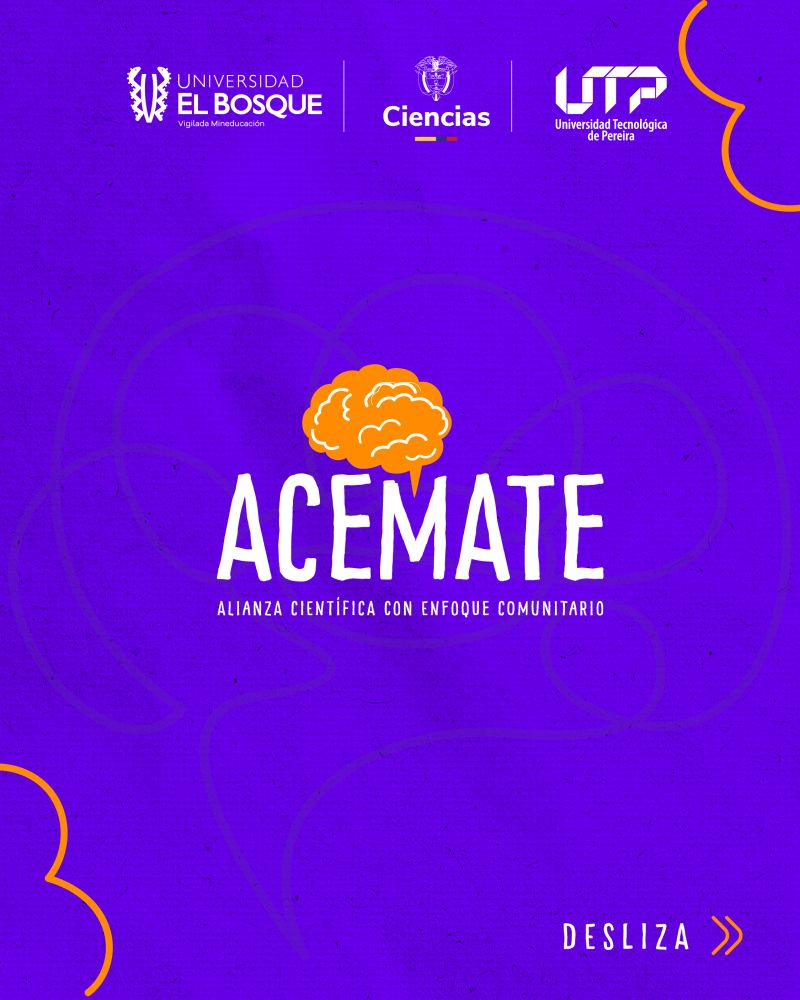 UNIVERSIDAD
EL BOSQUE
Vigilada Mineducación
Ciencias
UTP
Universidad Tecnológica
de Pereira
ACEMATE
ALIANZA CIENTÍFICA CON ENFOQUE COMUNITARIO
DESLIZA